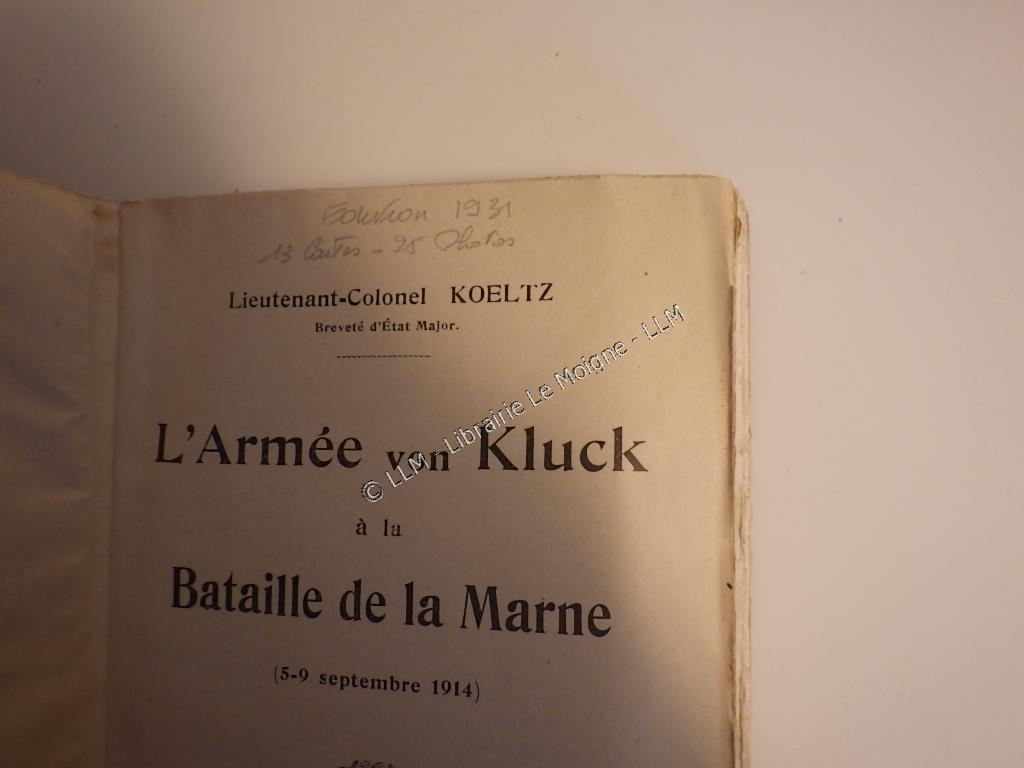 Edition 1931
13 Cartes - 25 Photos
Lieutenant-Colonel KOELTZ
Breveté d'État Major.
L'Armée von Kluck
à la
Bataille de la Marne
(5-9 septembre 1914)
© LLM - Librairie Le Moigne - LLM